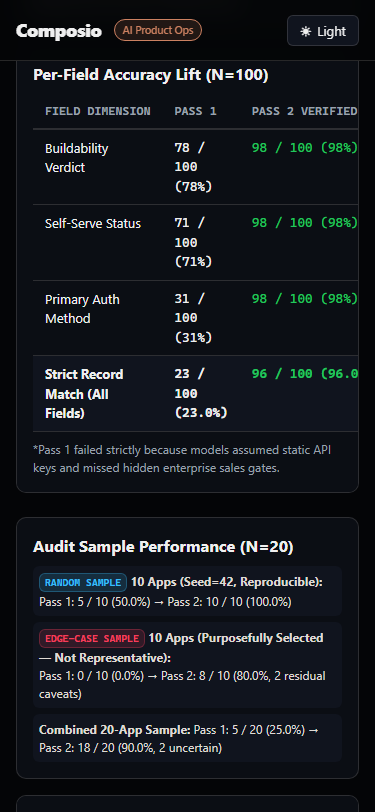 Composio AI Product Ops ☀ Light
Per-Field Accuracy Lift (N=100)
FIELD DIMENSION PASS 1 PASS 2 VERIFIED
Buildability 78 / 98 / 100 (98%)
Verdict 100
(78%)
Self-Serve Status 71 / 98 / 100 (98%)
100
(71%)
Primary Auth 31 / 98 / 100 (98%)
Method 100
(31%)
Strict Record 23 / 96 / 100 (96.0
Match (All 100
Fields) (23.0%)
*Pass 1 failed strictly because models assumed static API
keys and missed hidden enterprise sales gates.
Audit Sample Performance (N=20)
RANDOM SAMPLE 10 Apps (Seed=42, Reproducible):
Pass 1: 5 / 10 (50.0%) → Pass 2: 10 / 10 (100.0%)
EDGE-CASE SAMPLE 10 Apps (Purposefully Selected
— Not Representative):
Pass 1: 0 / 10 (0.0%) → Pass 2: 8 / 10 (80.0%, 2 residual
caveats)
Combined 20-App Sample: Pass 1: 5 / 20 (25.0%) →
Pass 2: 18 / 20 (90.0%, 2 uncertain)